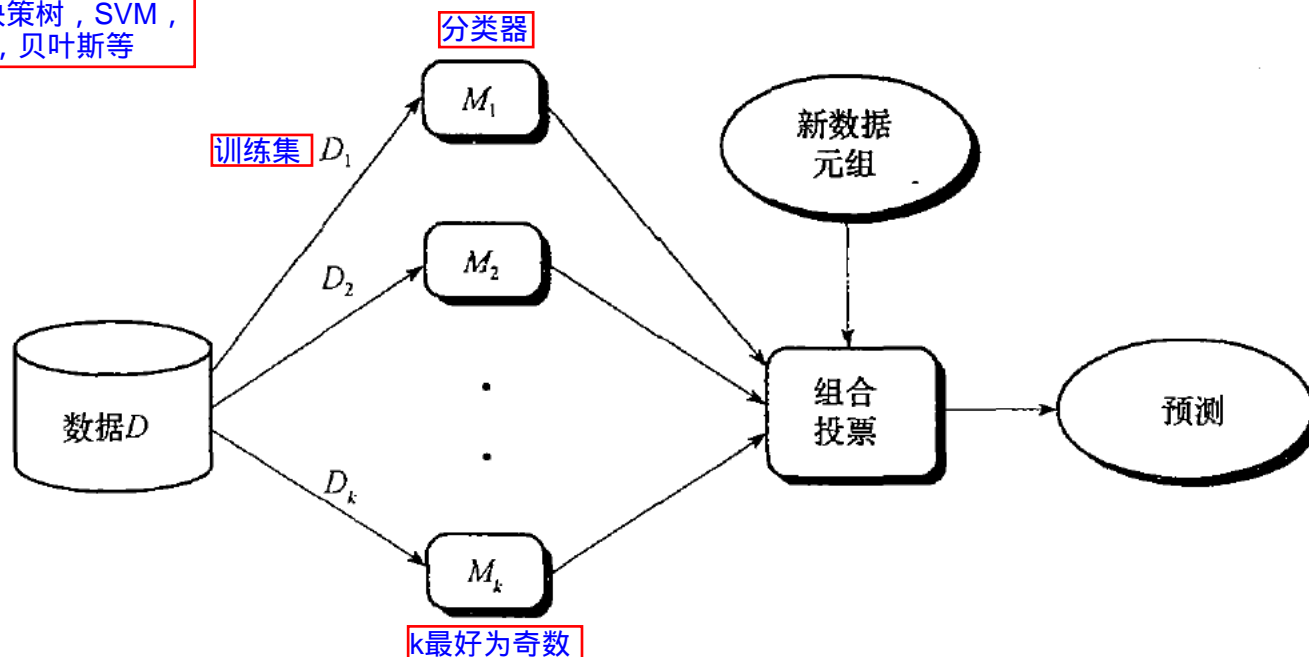 决策树，SVM，
，贝叶斯等
分类器
M₁
训练集
D₁
新数据
元组
M₂
D₂
组合
投票
预测
数据D
Dₖ
Mₖ
k最好为奇数